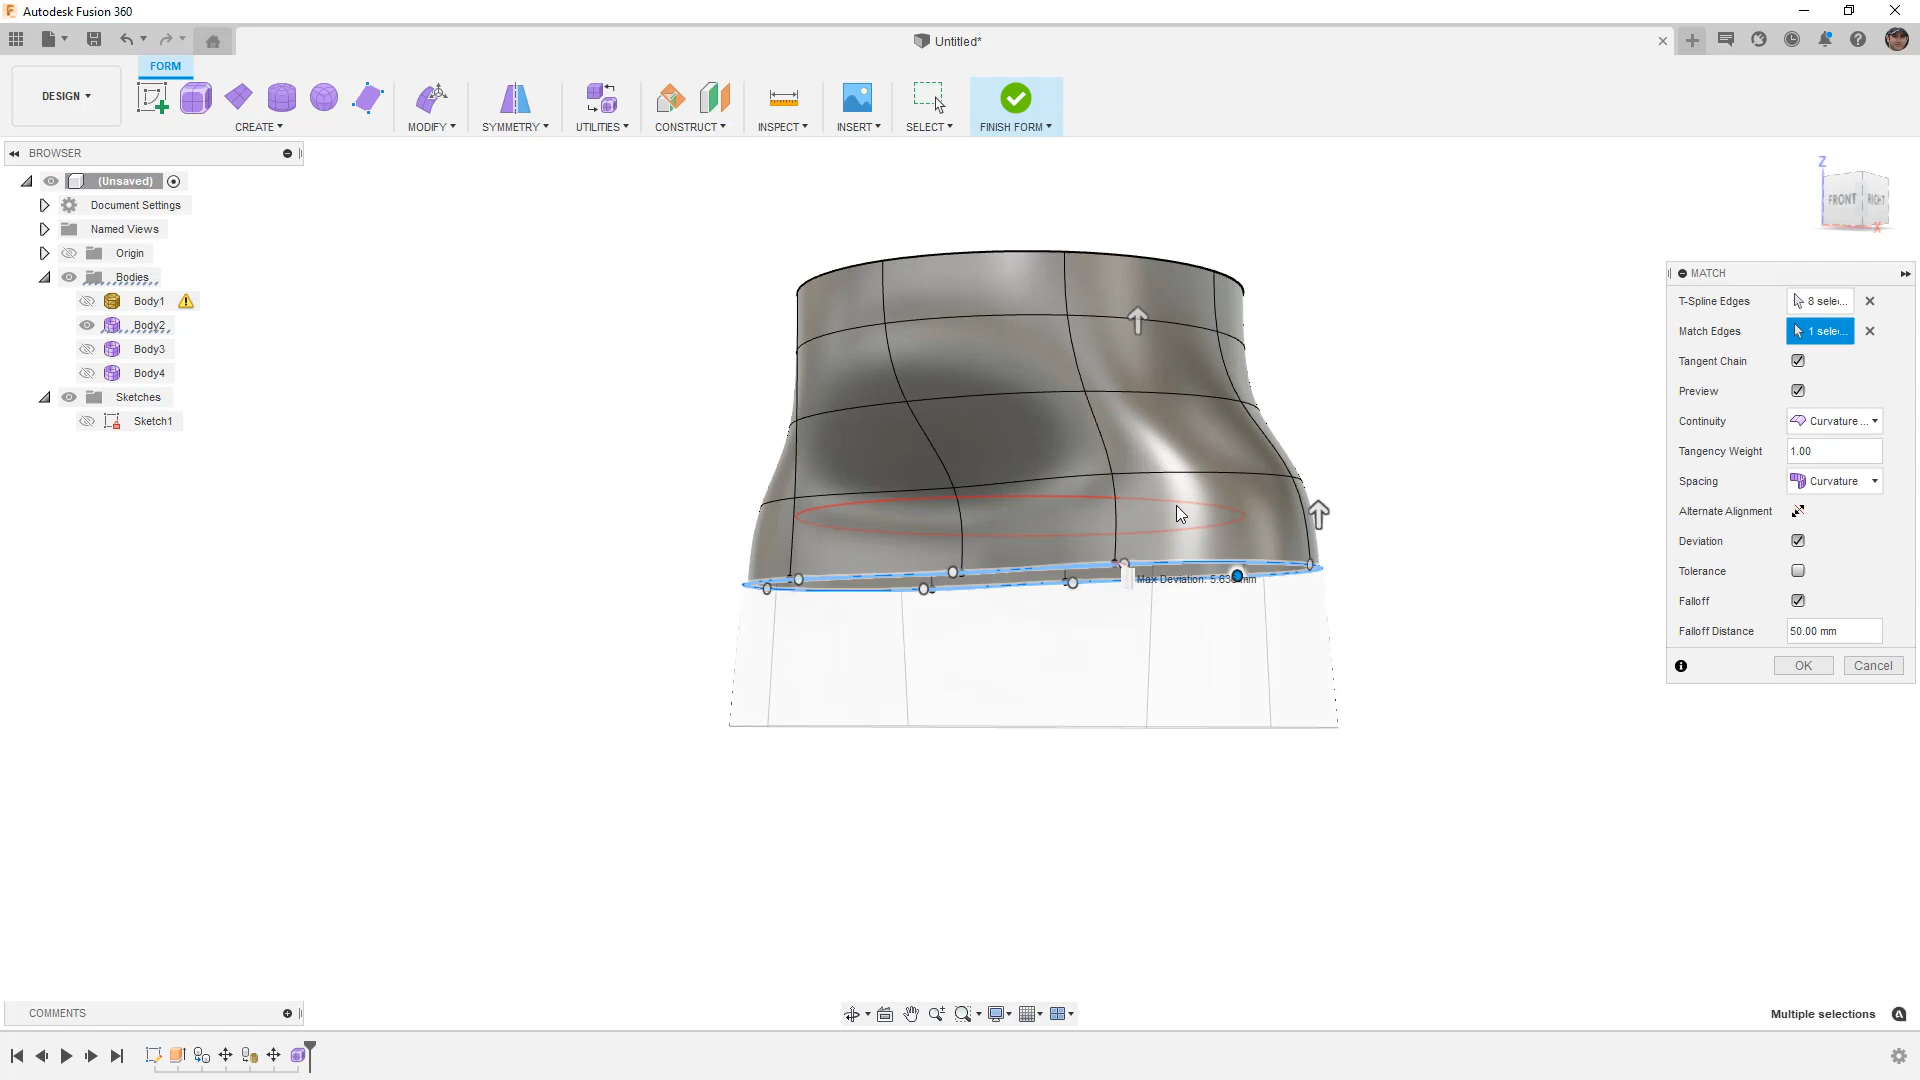 Autodesk Fusion 360
Untitled*
FORM
DESIGN
CREATE
MODIFY
SYMMETRY
UTILITIES
CONSTRUCT
INSPECT
INSERT
SELECT
FINISH FORM
BROWSER
(Unsaved)
Document Settings
Named Views
Origin
Bodies
Body1
Body2
Body3
Body4
Sketches
Sketch1
Z
FRONT
RIGHT
X
MATCH
T-Spline Edges
8 selec...
Match Edges
1 selec...
Tangent Chain
Preview
Continuity
Curvature ...
Tangency Weight
1.00
Spacing
Curvature
Alternate Alignment
Deviation
Tolerance
Falloff
Falloff Distance
50.00 mm
OK
Cancel
Max Deviation:
mm
COMMENTS
Multiple selections